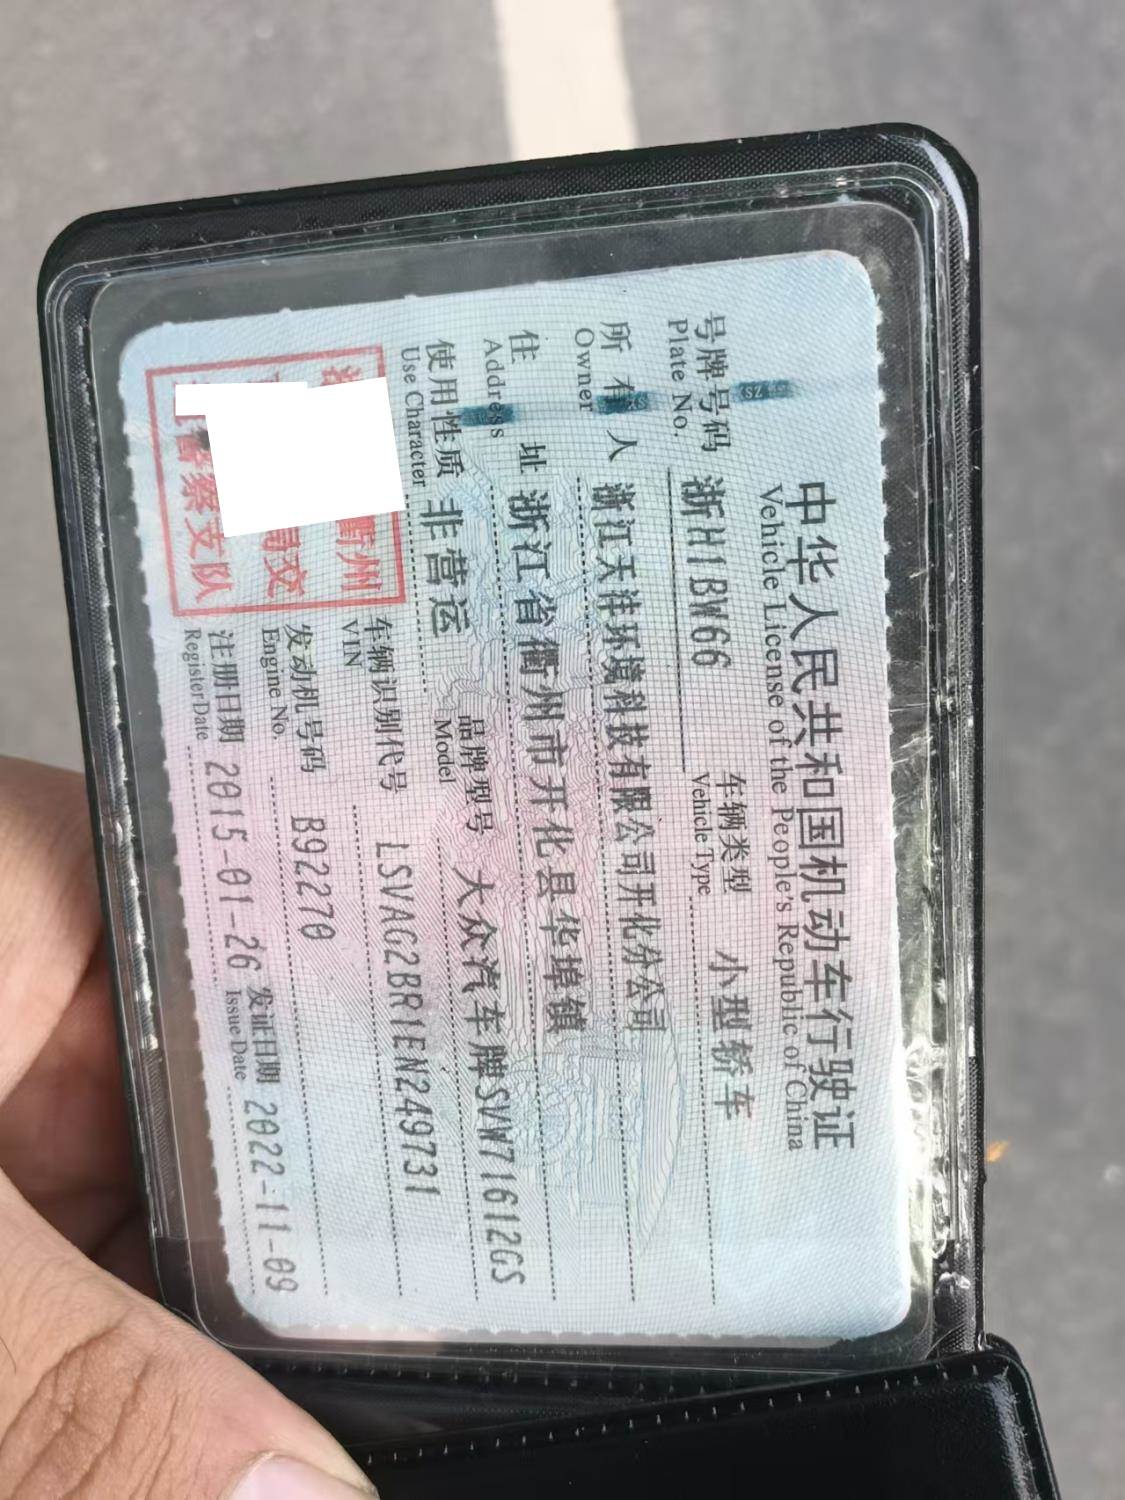 中华人民共和国机动车行驶证
Vehicle License of the People's Republic of China
号牌号码 浙H1BW66 车辆类型 小型轿车
Plate No. Vehicle Type
所有人 浙江天沣环境科技有限公司开化分公司
Owner
住址 浙江省衢州市开化县华埠镇
Address
使用性质 非营运 品牌型号 大众汽车牌SVW71612GS
Use Character Model
车辆识别代号 LSVAG2BR1EN249731
VIN
发动机号码 B92270
Engine No.
注册日期 2015-01-26 发证日期 2022-11-09
Register Date Issue Date
衢州
局交
警察支队